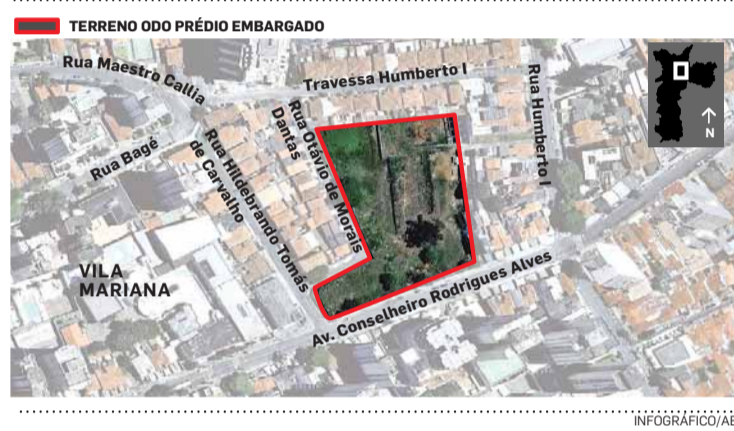 TERRENO ODO PRÉDIO EMBARGADO
Rua Maestro Callia
Travessa Humberto I
Rua Humberto I
N
Rua Bagé
Rua Otávio de Morais
Dantas
Rua Hildebrando Tomás
de Carvalho
VILA
MARIANA
Av. Conselheiro Rodrigues Alves
INFOGRÁFICO/AE